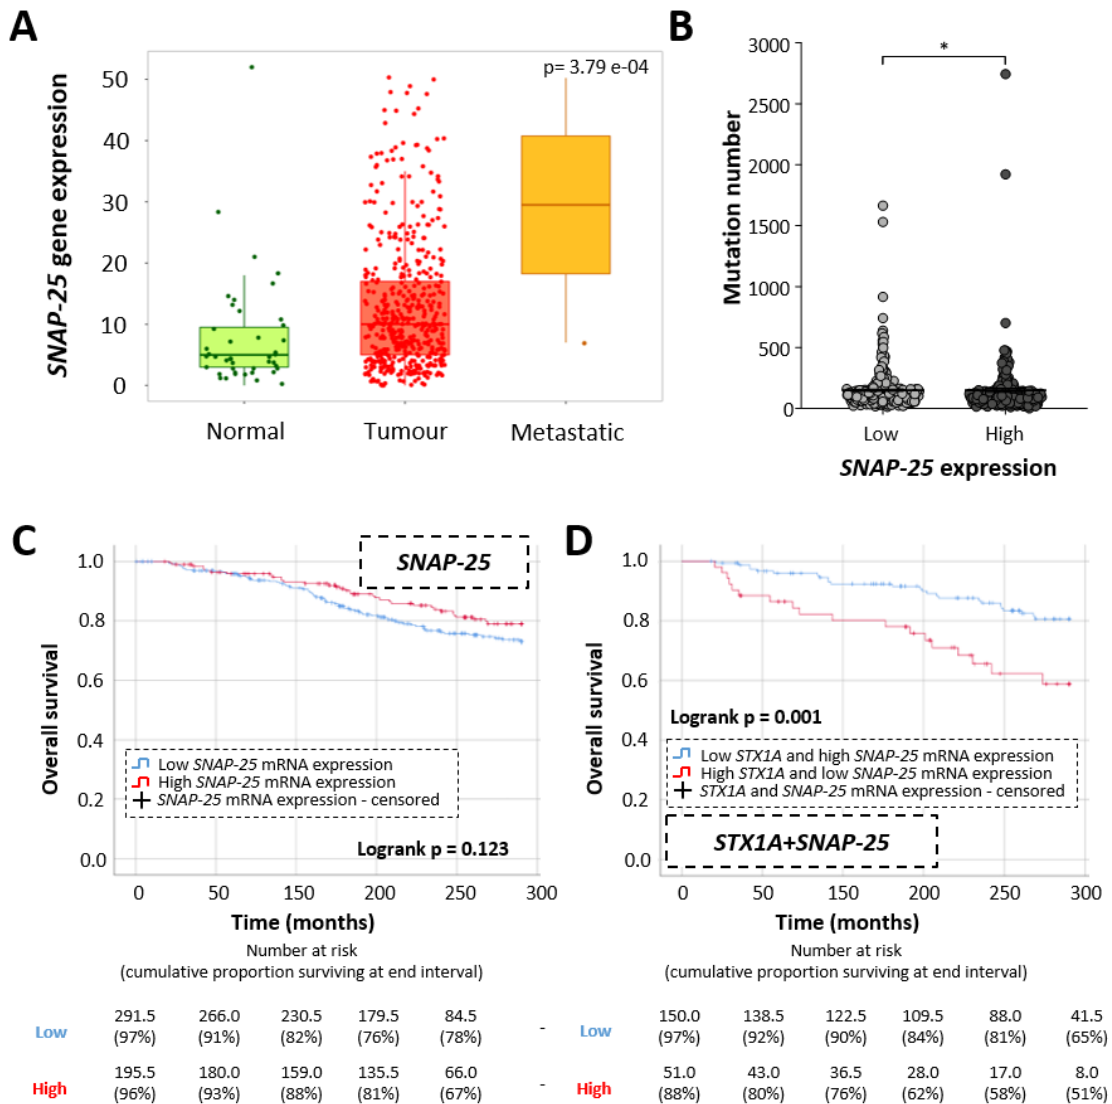 A
SNAP-25 gene expression
50
40
30
20
10
0
p= 3.79 e-04
Normal Tumour Metastatic
B
Mutation number
3000
2500
2000
1500
1000
500
0
*
Low High
SNAP-25 expression
C
Overall survival
1.0
0.8
0.6
0.4
0.2
0.0
SNAP-25
Low SNAP-25 mRNA expression
High SNAP-25 mRNA expression
SNAP-25 mRNA expression - censored
Logrank p = 0.123
0 50 150 200 250 300
Time (months)
Number at risk
(cumulative proportion surviving at end interval)
Low 291.5 266.0 230.5 179.5 84.5 -
(97%) (91%) (82%) (76%) (78%)
High 195.5 180.0 159.0 135.5 66.0 -
(96%) (93%) (88%) (81%) (67%)
D
Overall survival
1.0
0.8
0.6
0.4
0.2
0.0
Logrank p = 0.001
Low STX1A and high SNAP-25 mRNA expression
High STX1A and low SNAP-25 mRNA expression
STX1A and SNAP-25 mRNA expression - censored
STX1A+SNAP-25
0 50 150 200 250 300
Time (months)
Number at risk
(cumulative proportion surviving at end interval)
Low 150.0 138.5 122.5 109.5 88.0 41.5
(97%) (92%) (90%) (84%) (81%) (65%)
High 51.0 43.0 36.5 28.0 17.0 8.0
(88%) (80%) (76%) (62%) (58%) (51%)